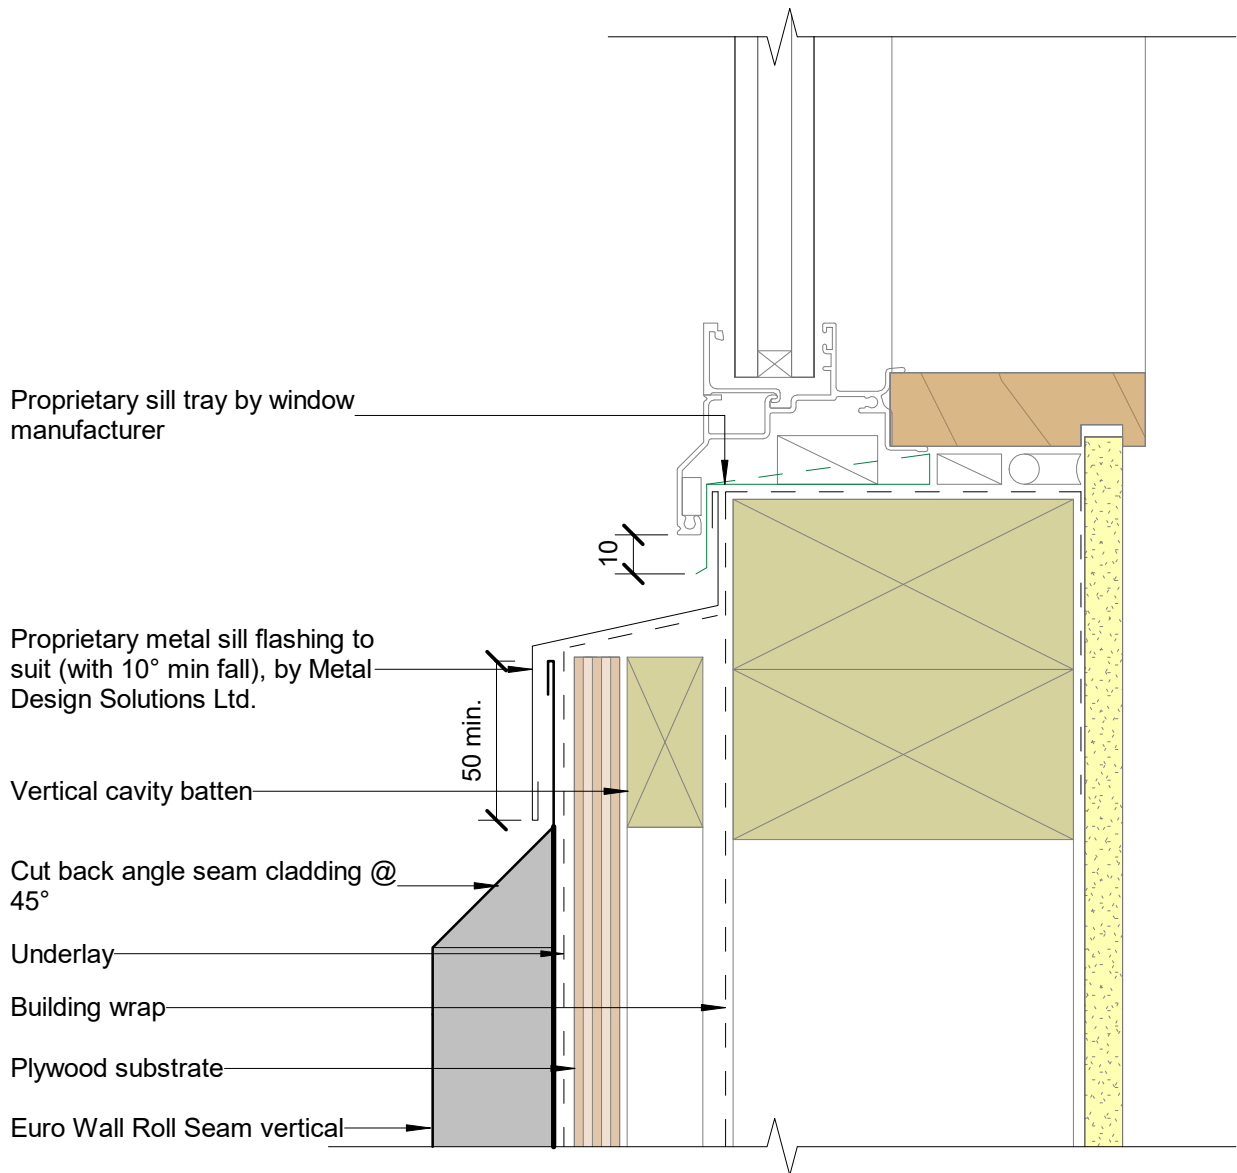 Proprietary sill tray by window
manufacturer
10
Proprietary metal sill flashing to
suit (with 10° min fall), by Metal
Design Solutions Ltd.
50 min.
Vertical cavity batten
Cut back angle seam cladding @
45°
Underlay
Building wrap
Plywood substrate
Euro Wall Roll Seam vertical